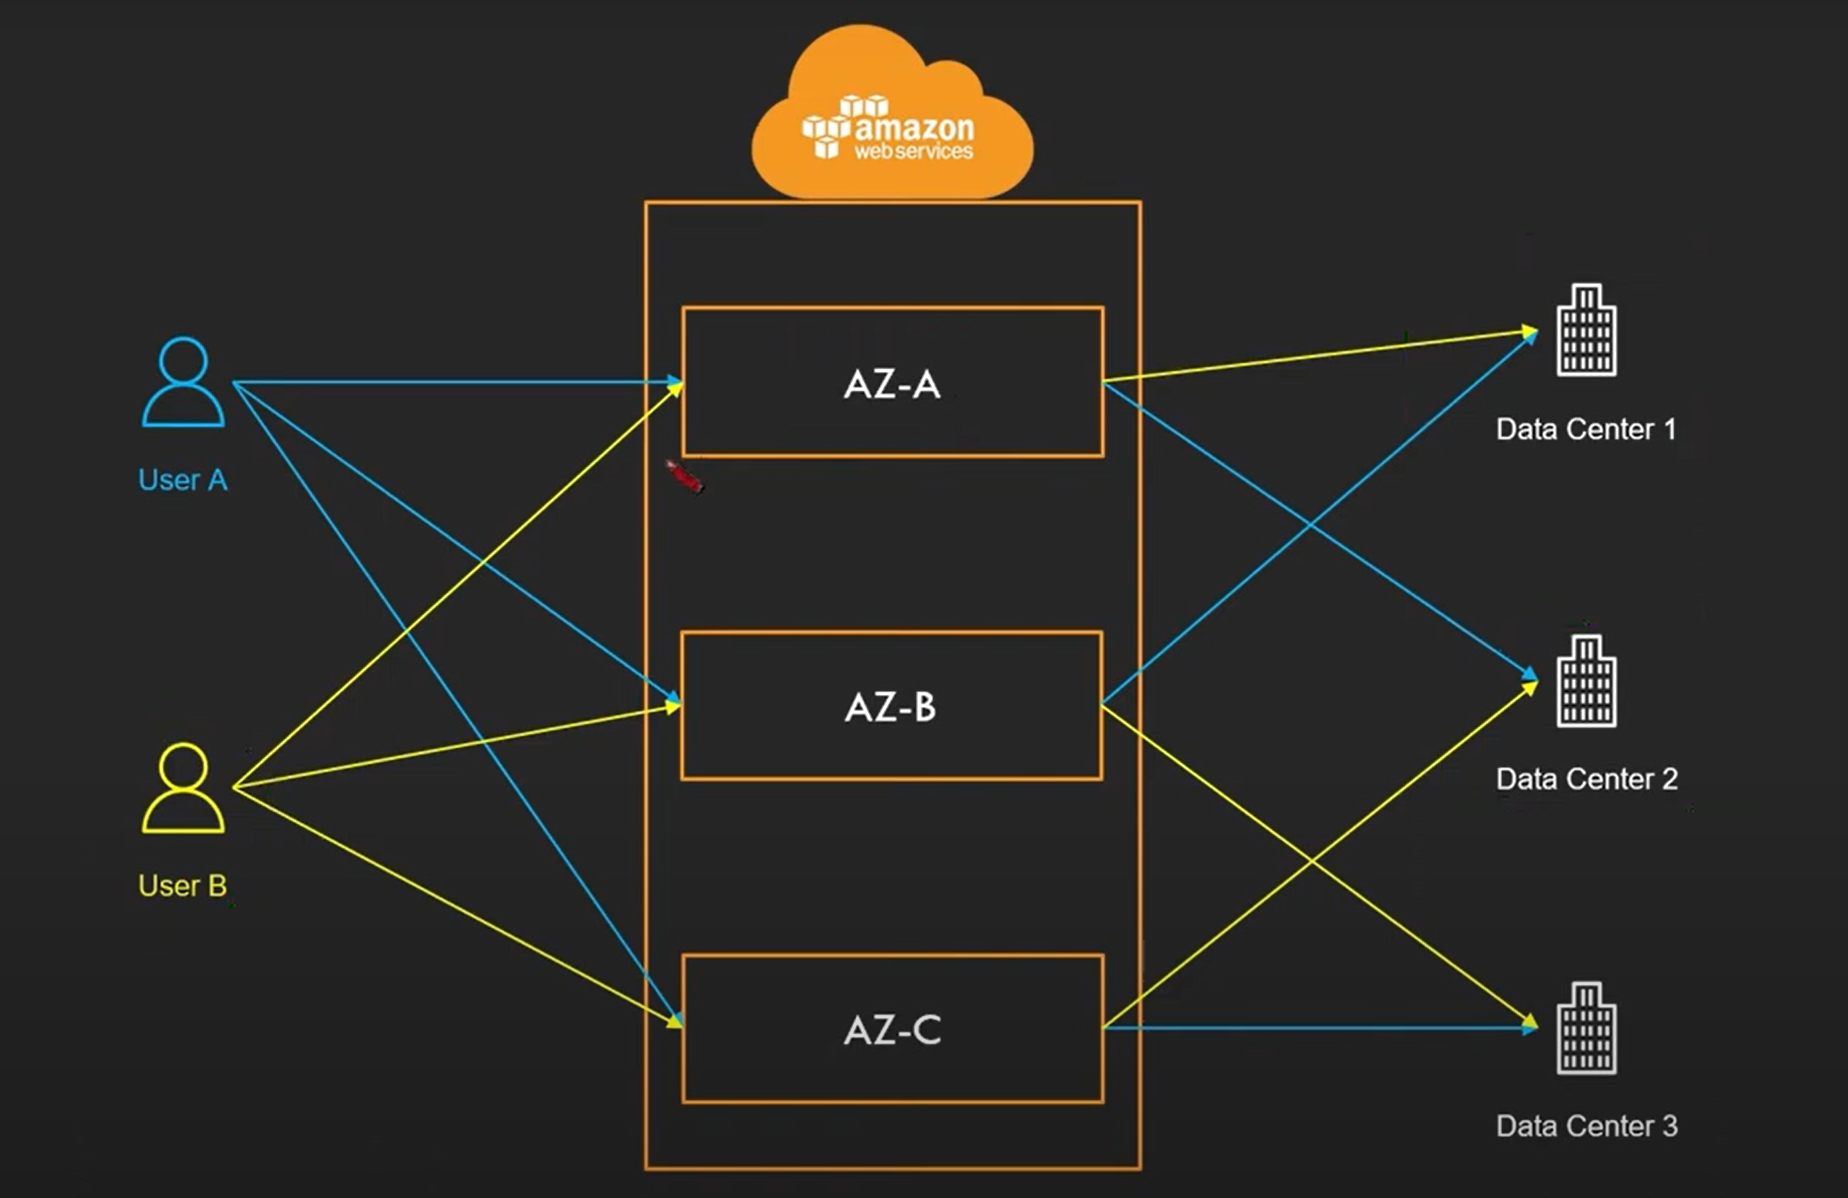 amazon
web services
AZ-A
Data Center 1
User A
AZ-B
Data Center 2
User B
AZ-C
Data Center 3